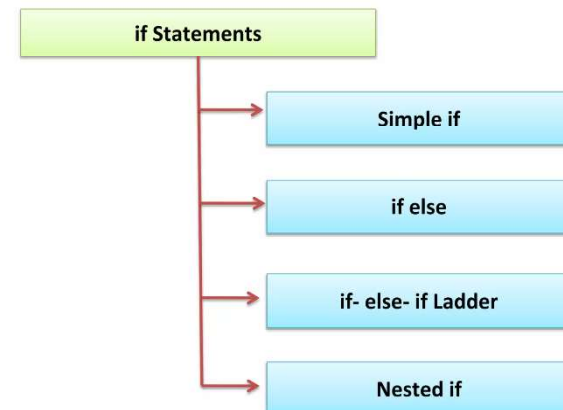 if Statements
Simple if
if else
if- else- if Ladder
Nested if